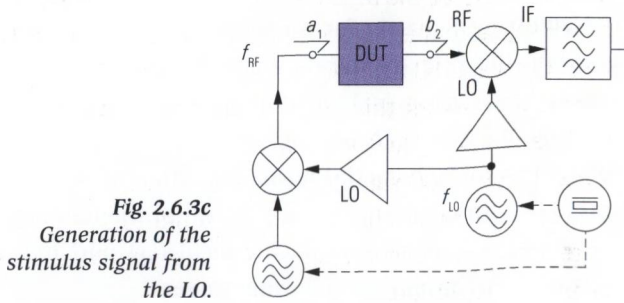 a1 b2 RF IF
fRF DUT
LO
LO
fLO
Fig. 2.6.3c
Generation of the
stimulus signal from
the LO.